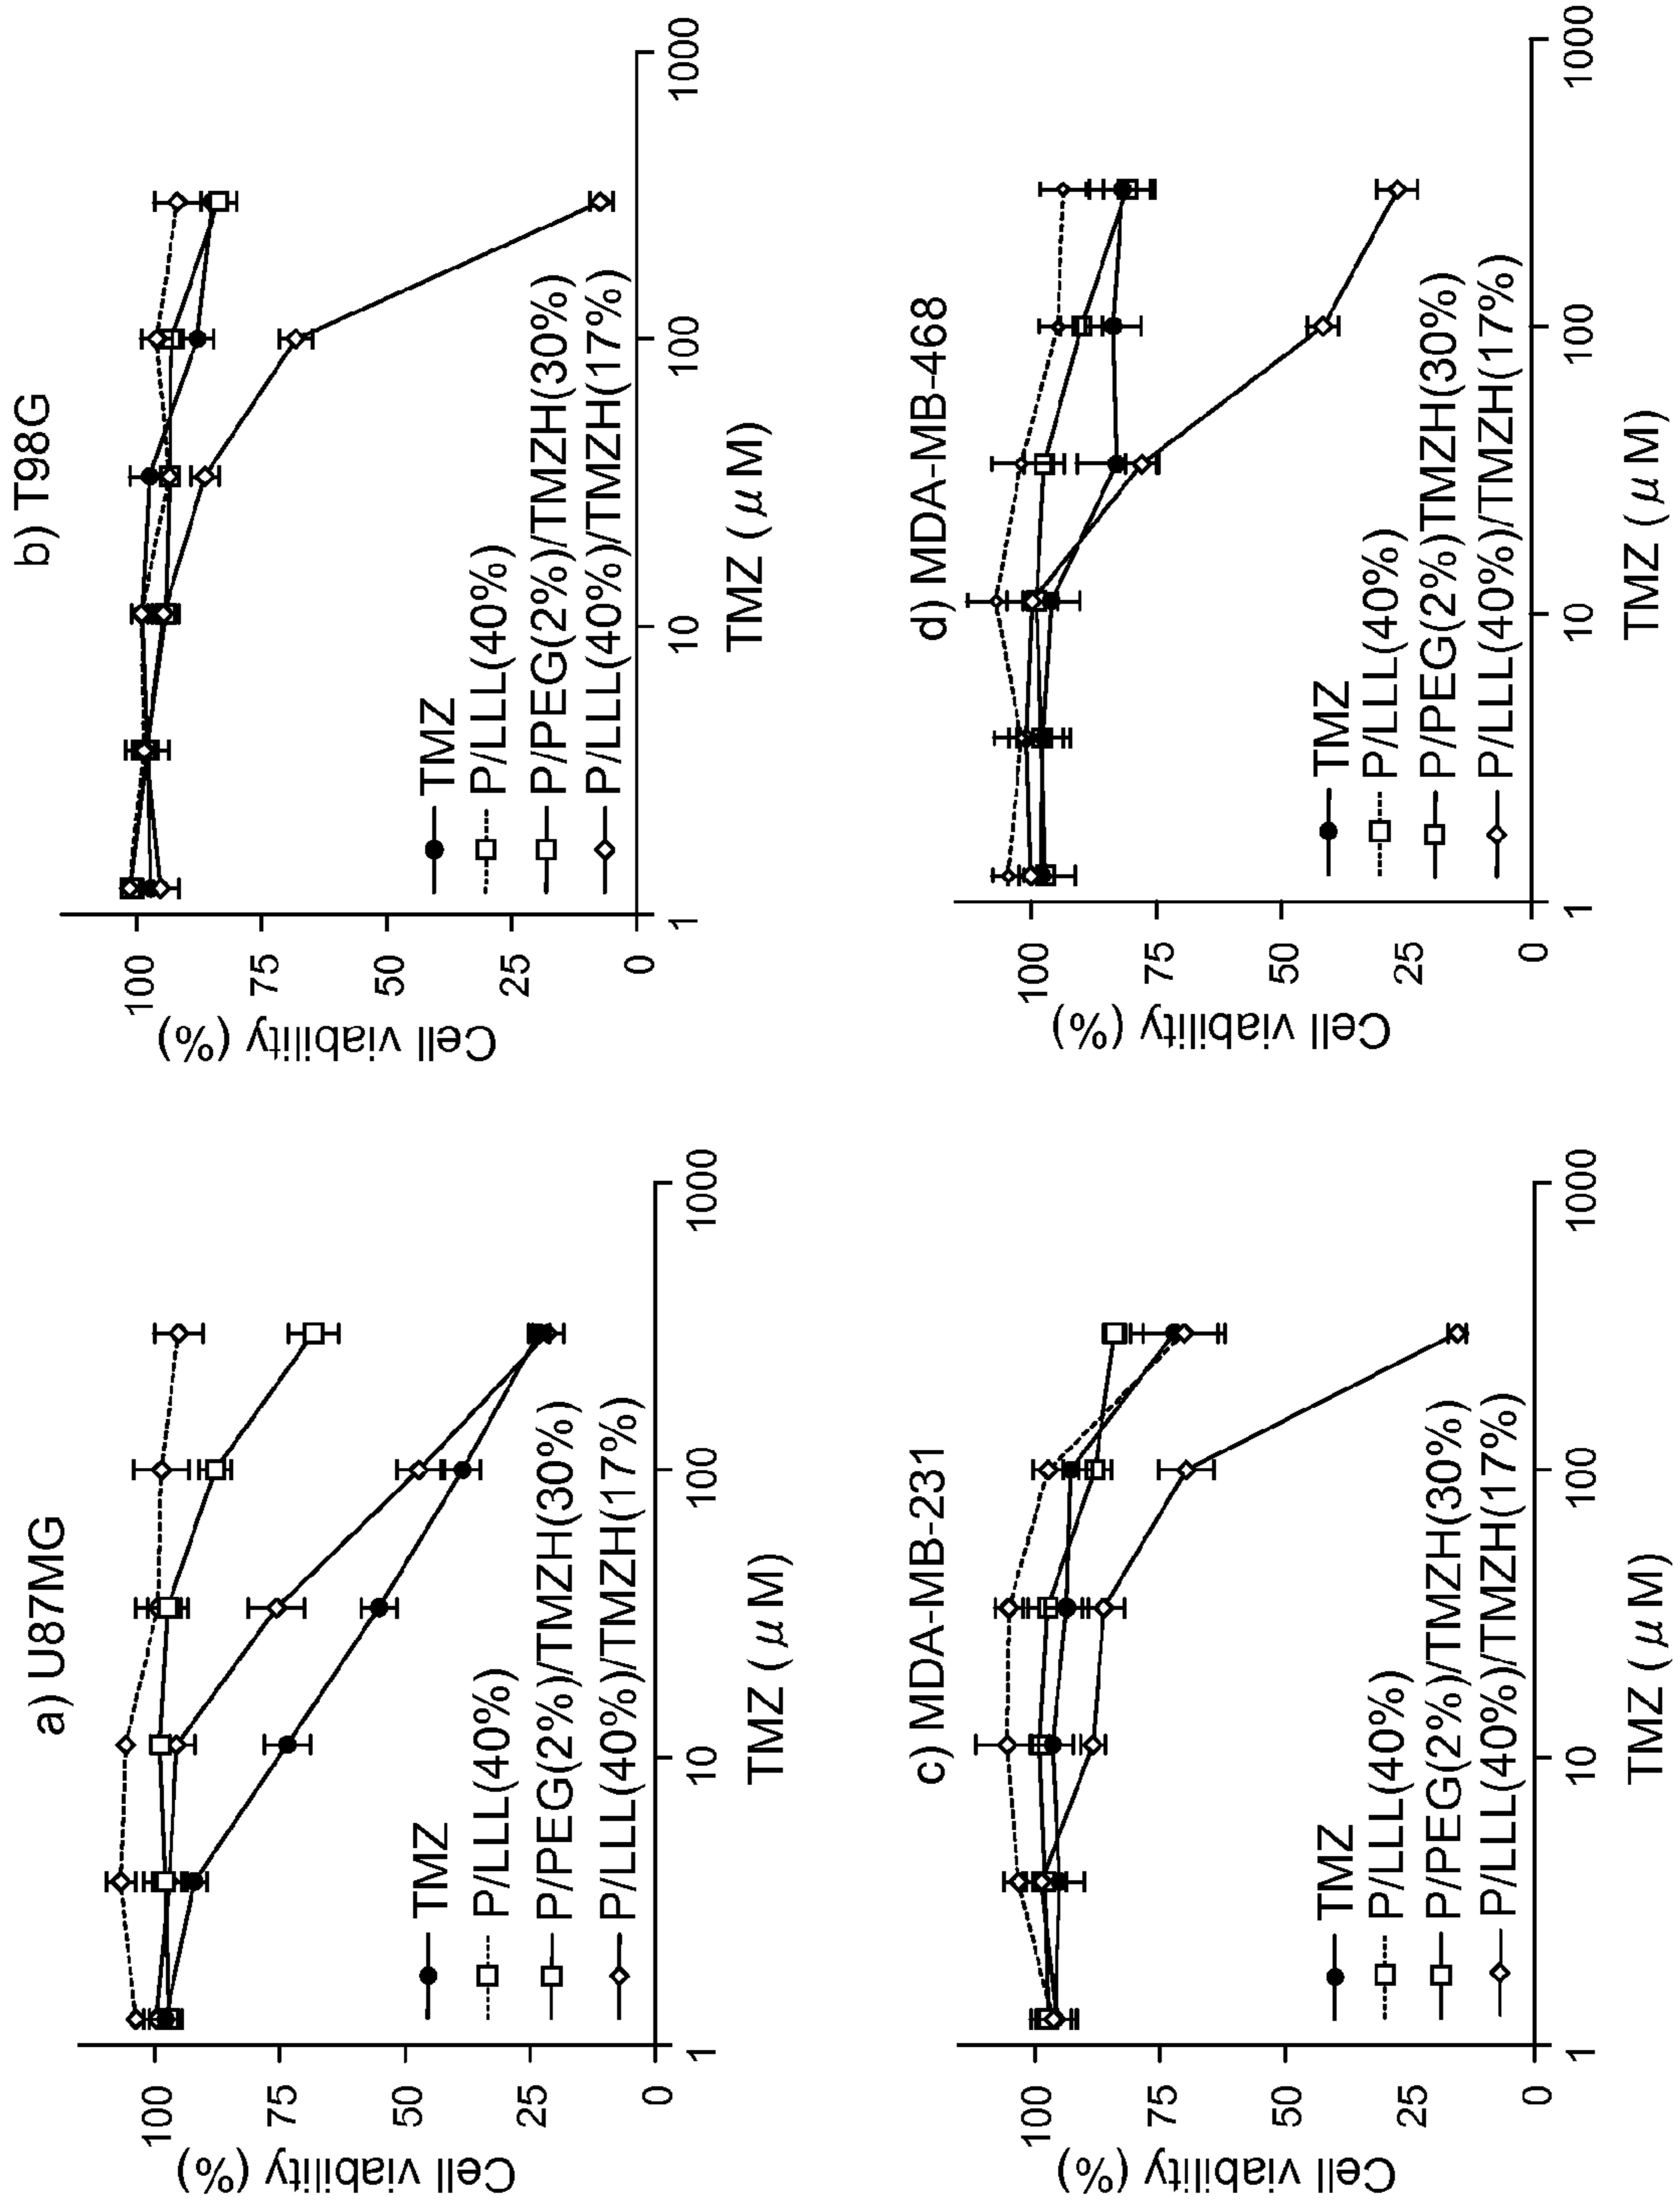 a) U87MG
Cell viability (%)
100
75
50
25
0
TMZ
P/LLL(40%)
P/PEG(2%)/TMZH(30%)
P/LLL(40%)/TMZH(17%)
1
10
100
1000
TMZ (μM)
b) T98G
Cell viability (%)
100
75
50
25
0
TMZ
P/LLL(40%)
P/PEG(2%)/TMZH(30%)
P/LLL(40%)/TMZH(17%)
1
10
100
1000
TMZ (μM)
c) MDA-MB-231
Cell viability (%)
100
75
50
25
0
TMZ
P/LLL(40%)
P/PEG(2%)/TMZH(30%)
P/LLL(40%)/TMZH(17%)
1
10
100
1000
TMZ (μM)
d) MDA-MB-468
Cell viability (%)
100
75
50
25
0
TMZ
P/LLL(40%)
P/PEG(2%)TMZH(30%)
P/LLL(40%)/TMZH(17%)
1
10
100
1000
TMZ (μM)